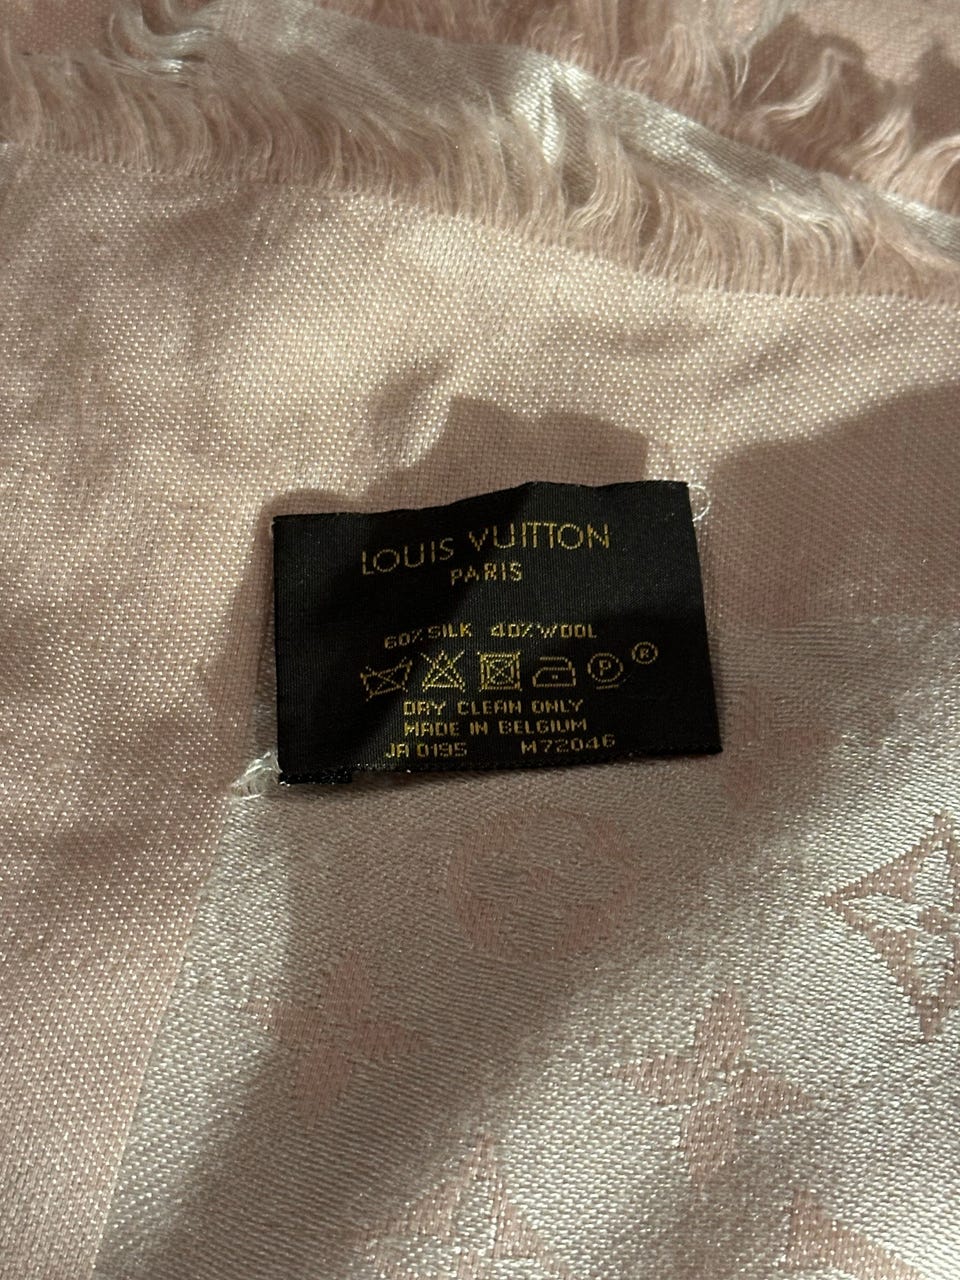 LOUIS VUITTON
PARIS
60% SILK 40% WOOL
P ®
DRY CLEAN ONLY
MADE IN BELGIUM
JA 0195 M72046